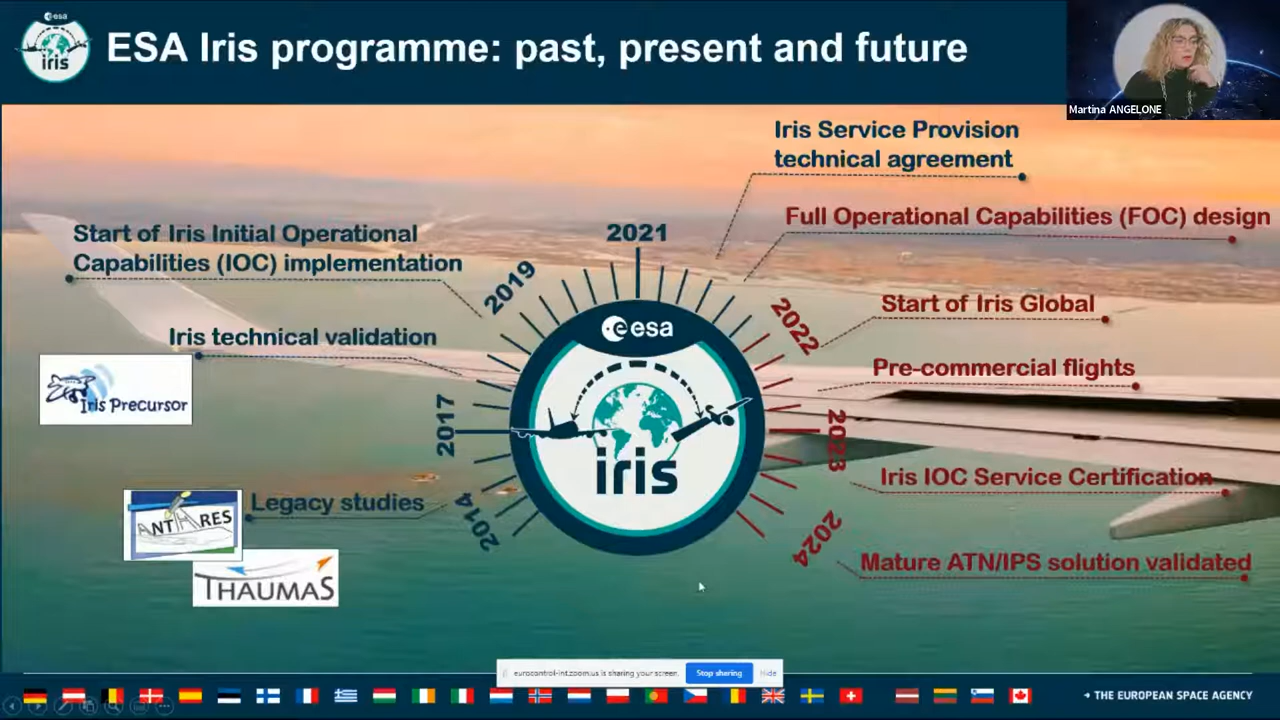 esa
iris
ESA Iris programme: past, present and future
Martina ANGELONE
Iris Service Provision
technical agreement
Full Operational Capabilities (FOC) design
2021
Start of Iris Initial Operational
Capabilities (IOC) implementation
2019
2022
Start of Iris Global
Iris technical validation
Pre-commercial flights
esa
Iris Precursor
2017
2023
iris
Iris IOC Service Certification
Legacy studies
ANTARES
2014
2024
Mature ATN/IPS solution validated
THAUMAS
eurocontrol-int.zoom.us is sharing your screen.
Stop sharing
Hide
→ THE EUROPEAN SPACE AGENCY